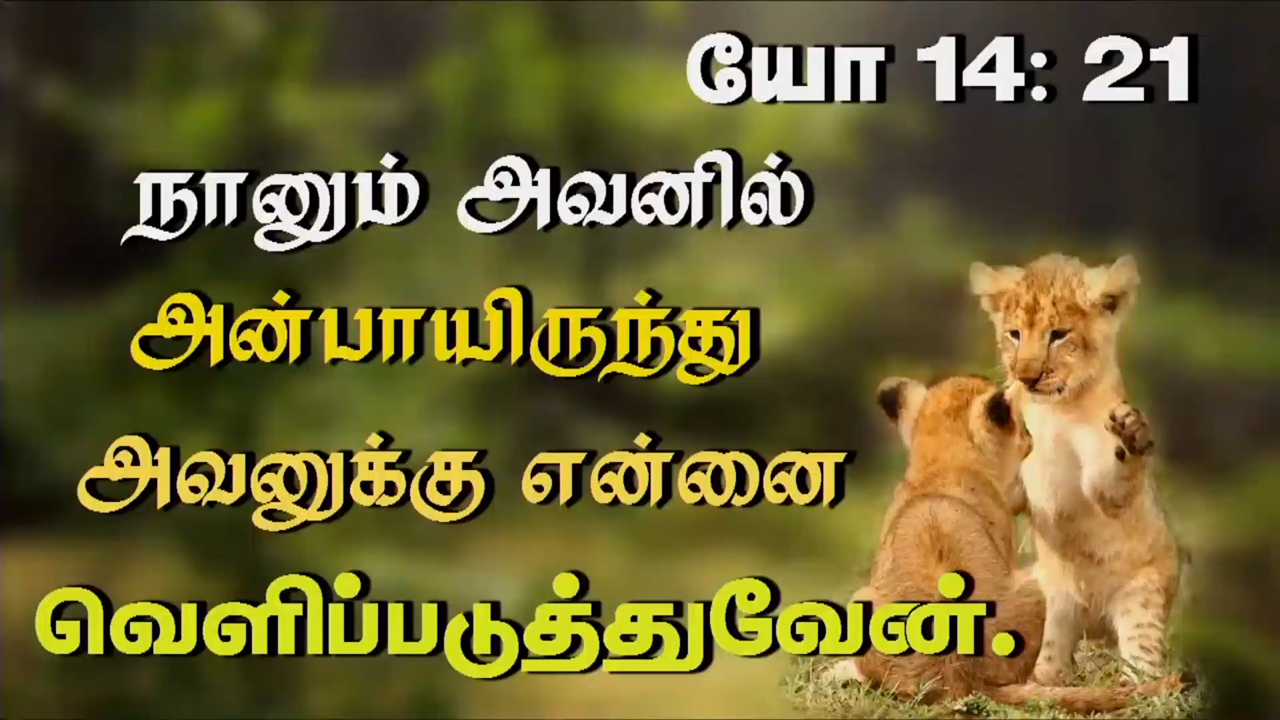 யோ 14: 21
நானும் அவனில்
அன்பாயிருந்து
அவனுக்கு என்னை
வெளிப்படுத்துவேன்.